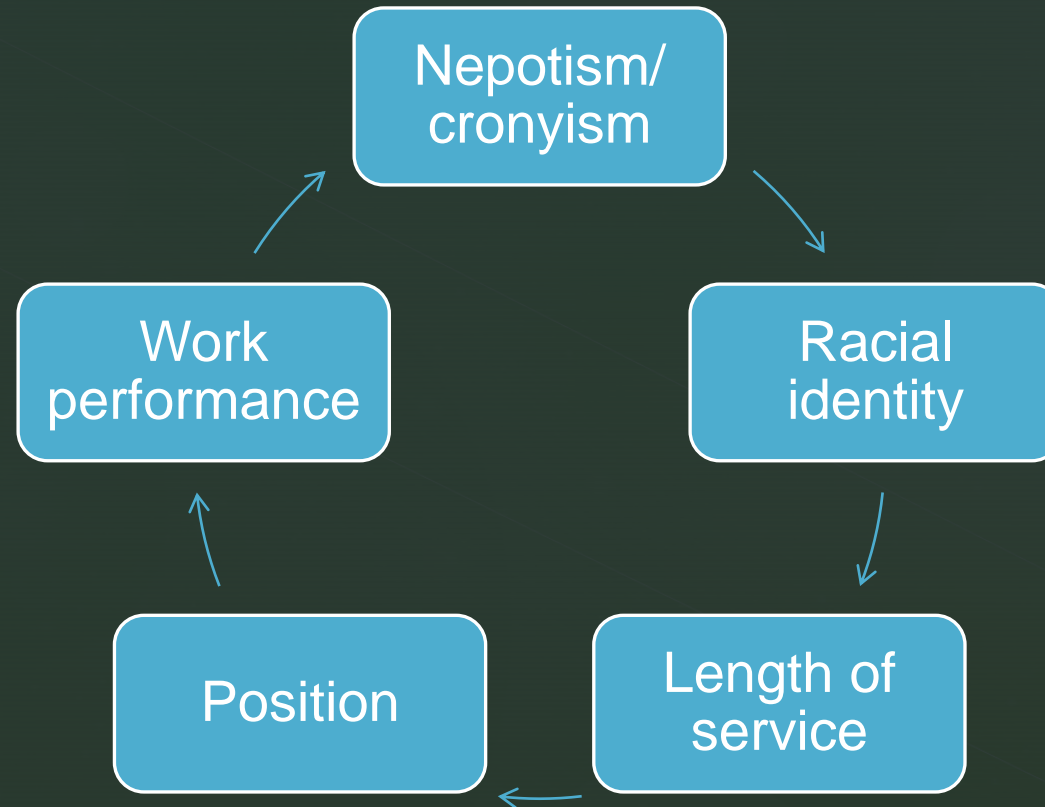 Nepotism/
cronyism
Work
performance
Racial
identity
Position
Length of
service